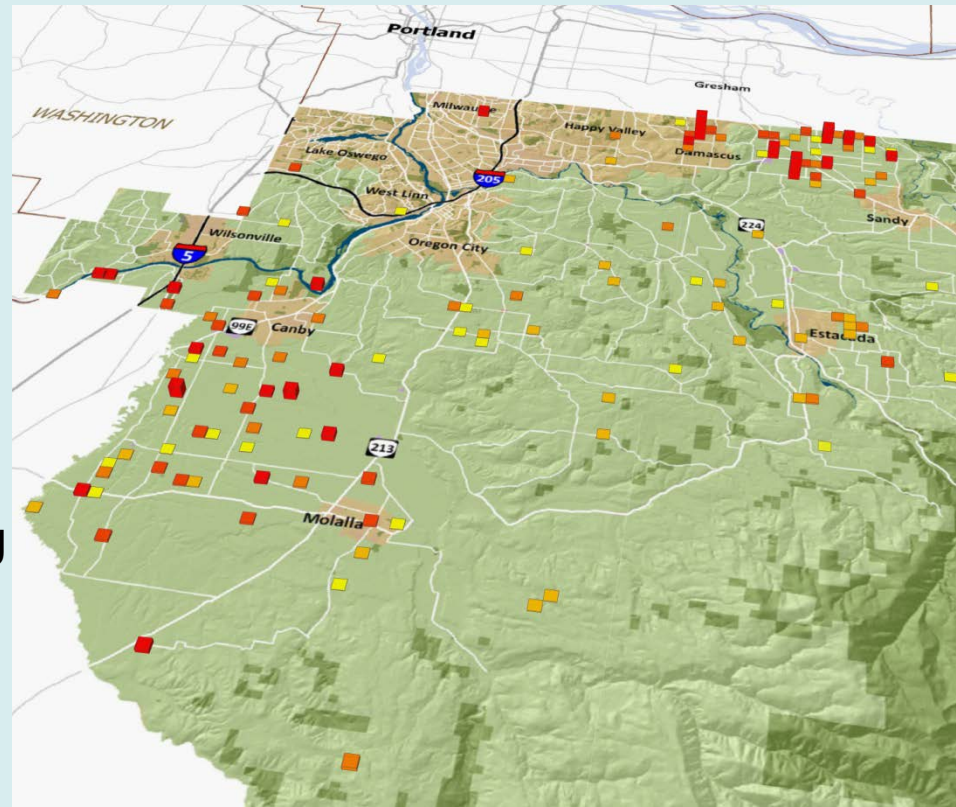 Portland
Gresham
WASHINGTON
Milwaukie
Happy Valley
Lake Oswego
Damascus
205
West Linn
Sandy
224
Wilsonville
Oregon City
5
99E
Canby
Estacada
213
Molalla